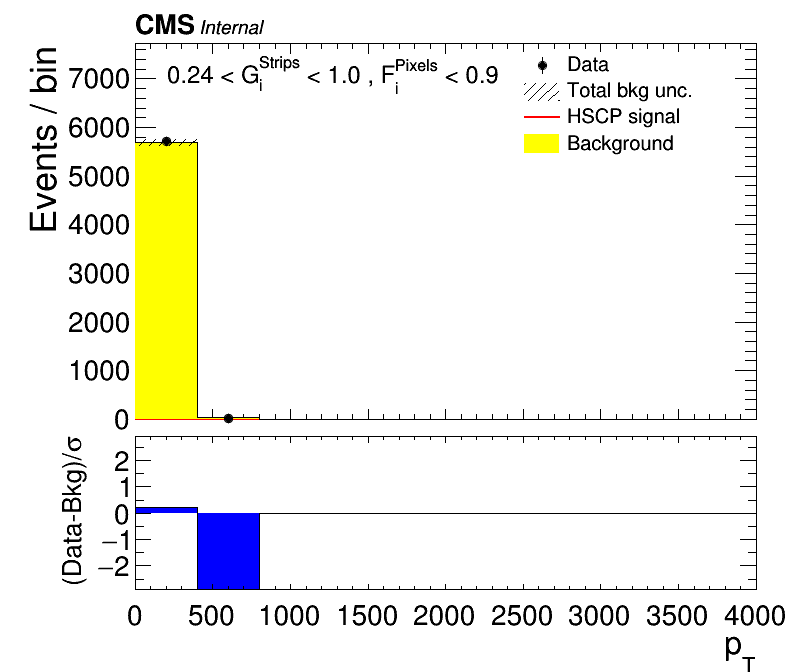 CMS Internal
Events / bin
7000
6000
5000
4000
3000
2000
1000
0
0.24 < G_i^Strips < 1.0 , F_i^Pixels < 0.9
Data
Total bkg unc.
HSCP signal
Background
(Data-Bkg)/σ
2
1
0
−1
−2
0 500 1000 1500 2000 2500 3000 3500 4000
p_T